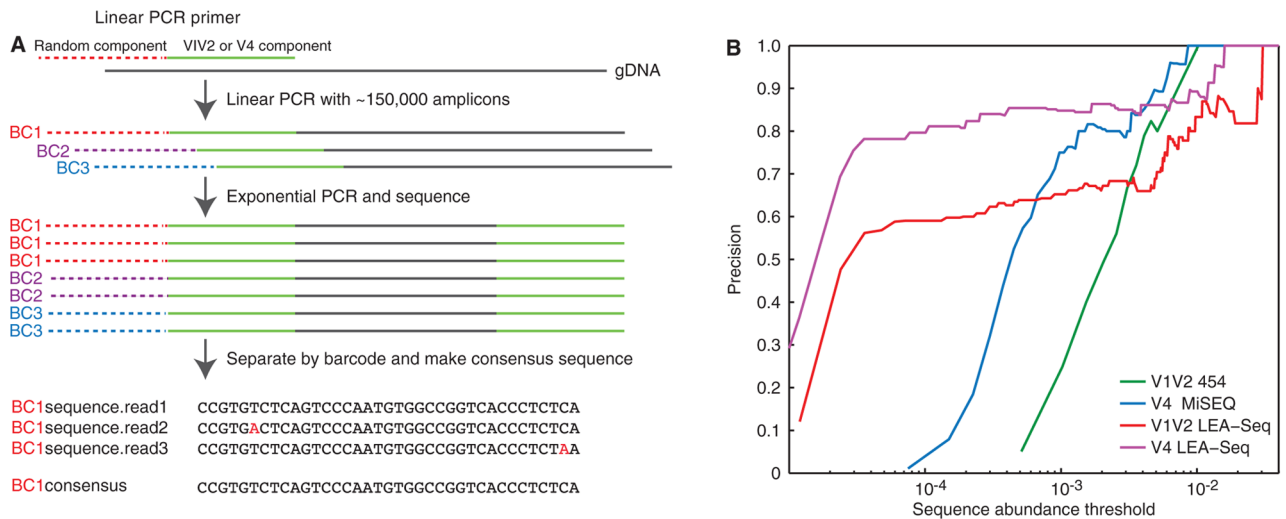 Linear PCR primer
A
Random component VIV2 or V4 component
gDNA
Linear PCR with ~150,000 amplicons
BC1
BC2
BC3
Exponential PCR and sequence
BC1
BC1
BC1
BC2
BC2
BC3
BC3
Separate by barcode and make consensus sequence
BC1sequence.read1 CCGTGTCTCAGTCCCAATGTGGCCGGTCACCCTCTCA
BC1sequence.read2 CCGTGACTCAGTCCCAATGTGGCCGGTCACCCTCTCA
BC1sequence.read3 CCGTGTCTCAGTCCCAATGTGGCCGGTCACCCTCTAA
BC1consensus CCGTGTCTCAGTCCCAATGTGGCCGGTCACCCTCTCA
B
Precision
1.0
0.9
0.8
0.7
0.6
0.5
0.4
0.3
0.2
0.1
0
10-4 10-3 10-2
Sequence abundance threshold
V1V2 454
V4 MiSEQ
V1V2 LEA-Seq
V4 LEA-Seq